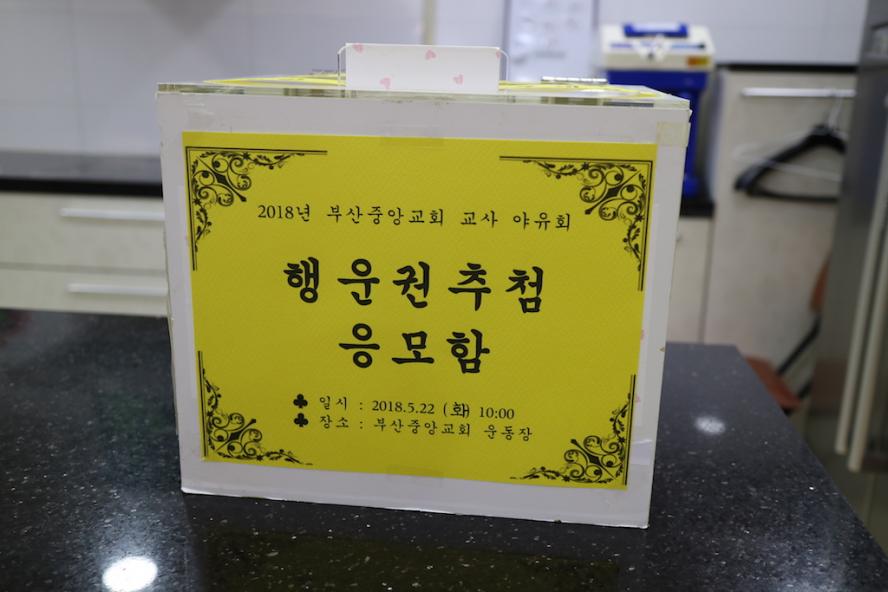 2018년 부산중앙교회 교사 야유회
행운권추첨
응모함
♣ 일시 : 2018.5.22 (화) 10:00
♣ 장소 : 부산중앙교회 운동장